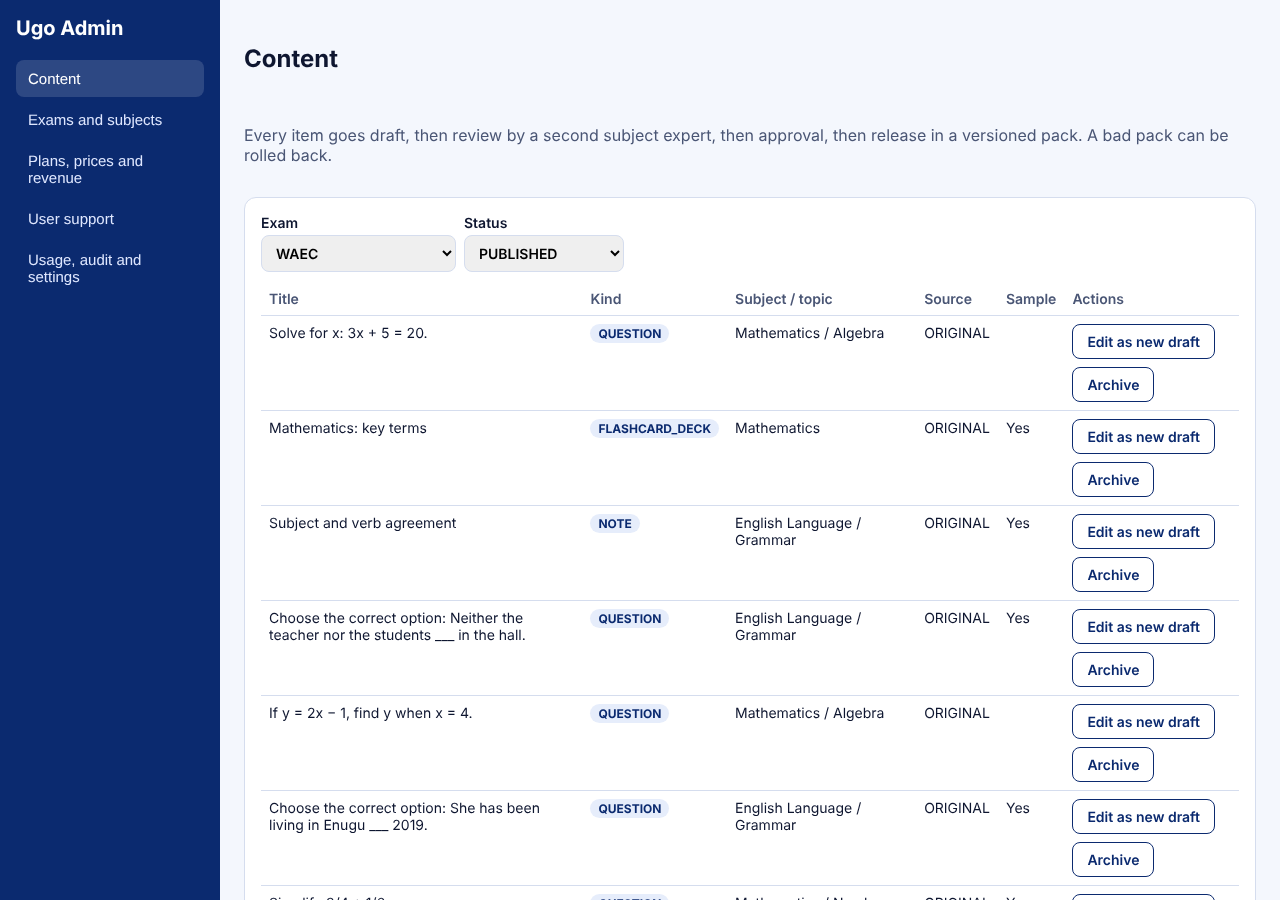 Ugo Admin
Content
Exams and subjects
Plans, prices and
revenue
User support
Usage, audit and
settings
Content
Every item goes draft, then review by a second subject expert, then approval, then release in a versioned pack. A bad pack can be
rolled back.
Exam Status
WAEC PUBLISHED
Title Kind Subject / topic Source Sample Actions
Solve for x: 3x + 5 = 20. QUESTION Mathematics / Algebra ORIGINAL Edit as new draft
Archive
Mathematics: key terms FLASHCARD_DECK Mathematics ORIGINAL Yes Edit as new draft
Archive
Subject and verb agreement NOTE English Language / ORIGINAL Yes Edit as new draft
Grammar
Archive
Choose the correct option: Neither the QUESTION English Language / ORIGINAL Yes Edit as new draft
teacher nor the students ___ in the hall. Grammar
Archive
If y = 2x − 1, find y when x = 4. QUESTION Mathematics / Algebra ORIGINAL Edit as new draft
Archive
Choose the correct option: She has been QUESTION English Language / ORIGINAL Yes Edit as new draft
living in Enugu ___ 2019. Grammar
Archive